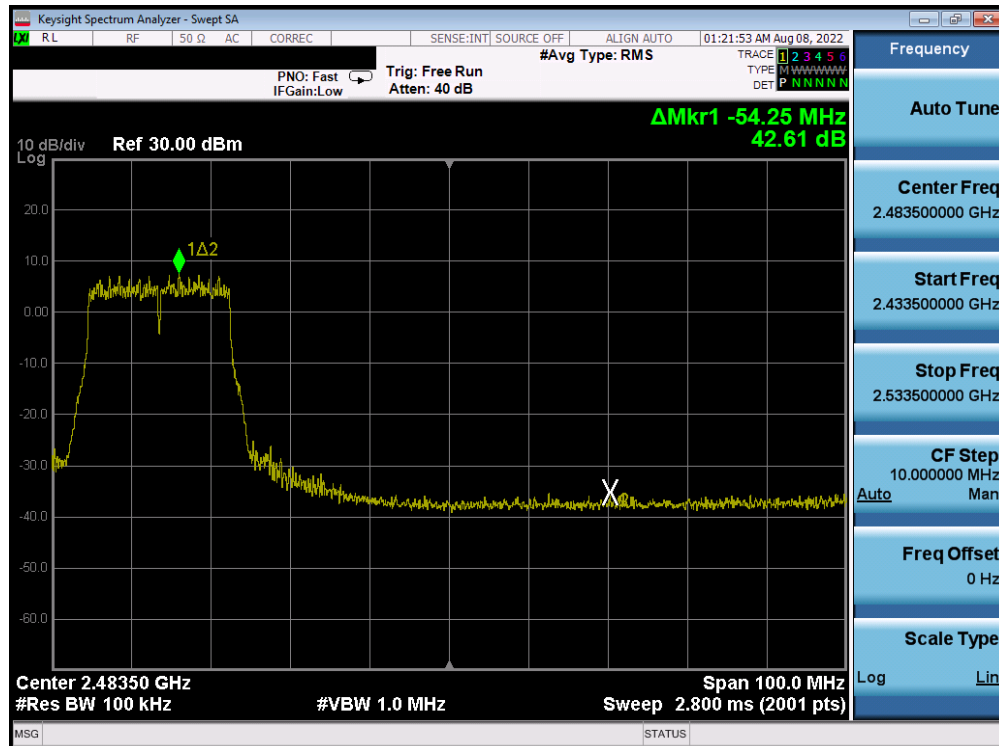 Keysight Spectrum Analyzer - Swept SA
LXI RL RF 50 Ω AC CORREC SENSE:INT SOURCE OFF ALIGN AUTO 01:21:53 AM Aug 08, 2022
#Avg Type: RMS TRACE 1 2 3 4 5 6
PNO: Fast Trig: Free Run TYPE M WWWWW
IFGain:Low Atten: 40 dB DET P N N N N N
ΔMkr1 -54.25 MHz
42.61 dB
10 dB/div Ref 30.00 dBm
Log
20.0
1Δ2
10.0
0.00
-10.0
-20.0
-30.0
X
-40.0
-50.0
-60.0
Center 2.48350 GHz Span 100.0 MHz
#Res BW 100 kHz #VBW 1.0 MHz Sweep 2.800 ms (2001 pts)
MSG STATUS
Frequency
Auto Tune
Center Freq
2.483500000 GHz
Start Freq
2.433500000 GHz
Stop Freq
2.533500000 GHz
CF Step
10.000000 MHz
Auto Man
Freq Offset
0 Hz
Scale Type
Log Lin